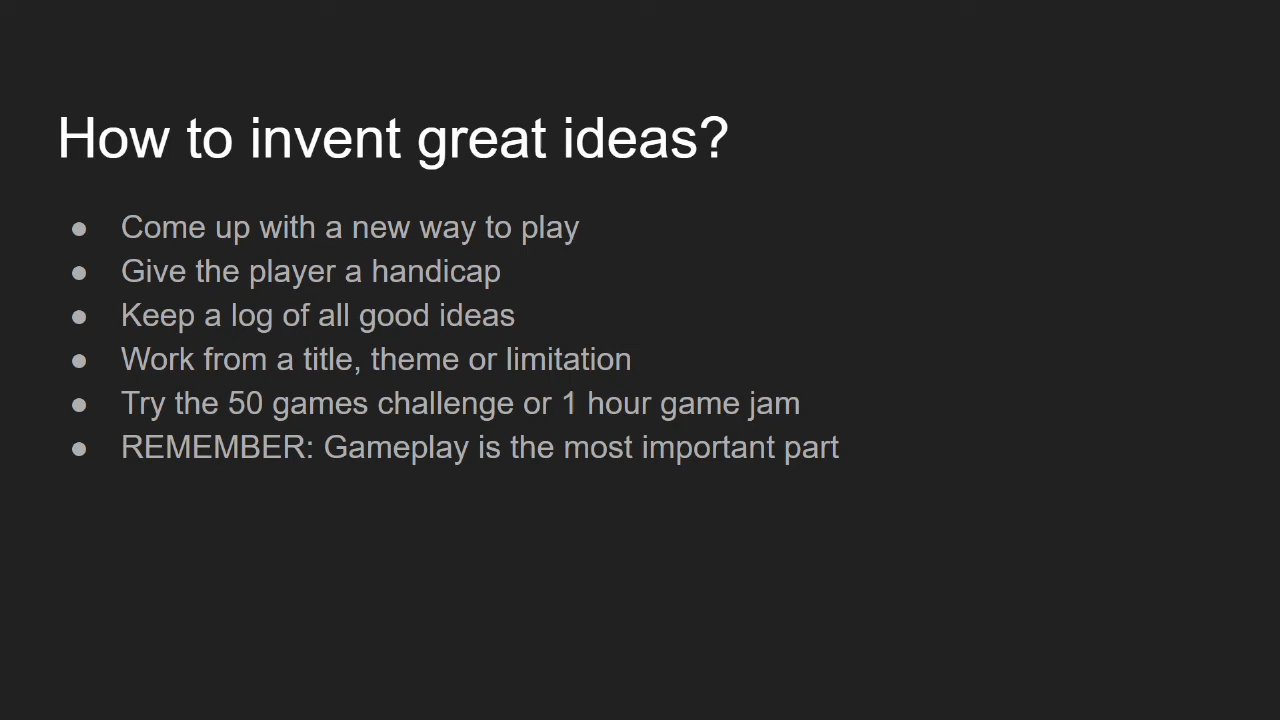 How to invent great ideas?
● Come up with a new way to play
● Give the player a handicap
● Keep a log of all good ideas
● Work from a title, theme or limitation
● Try the 50 games challenge or 1 hour game jam
● REMEMBER: Gameplay is the most important part